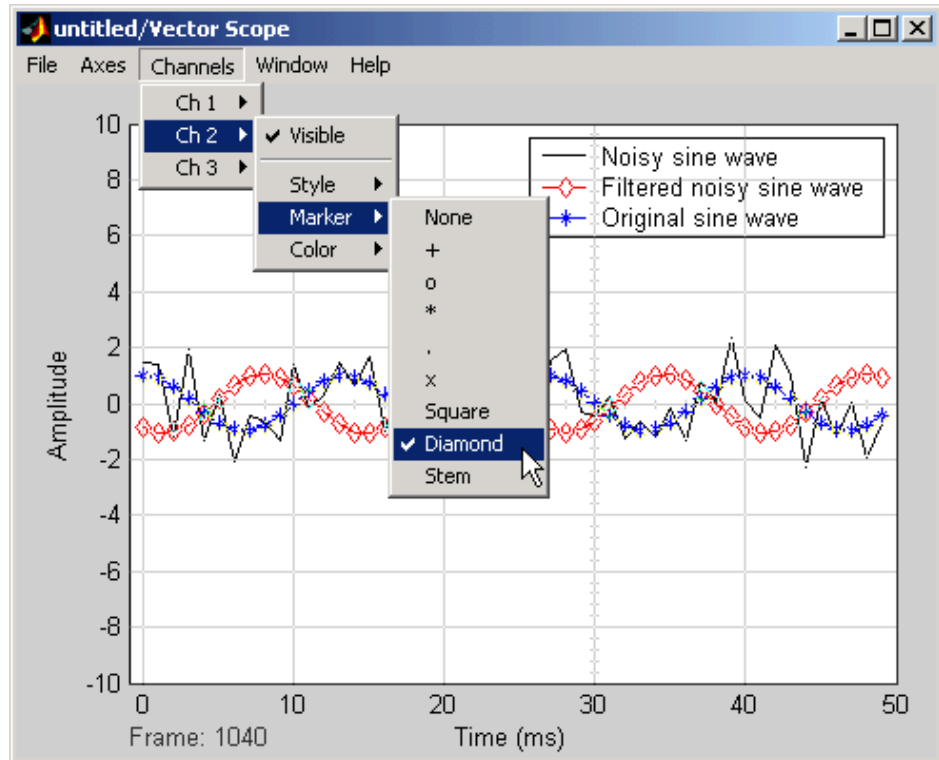 untitled/Vector Scope
File Axes Channels Window Help
Ch 1
Ch 2
Ch 3
Visible
Style
Marker
Color
None
+
o
*
.
x
Square
Diamond
Stem
Noisy sine wave
Filtered noisy sine wave
Original sine wave
Amplitude
10
8
6
4
2
0
-2
-4
-6
-8
-10
0 10 20 30 40 50
Frame: 1040 Time (ms)